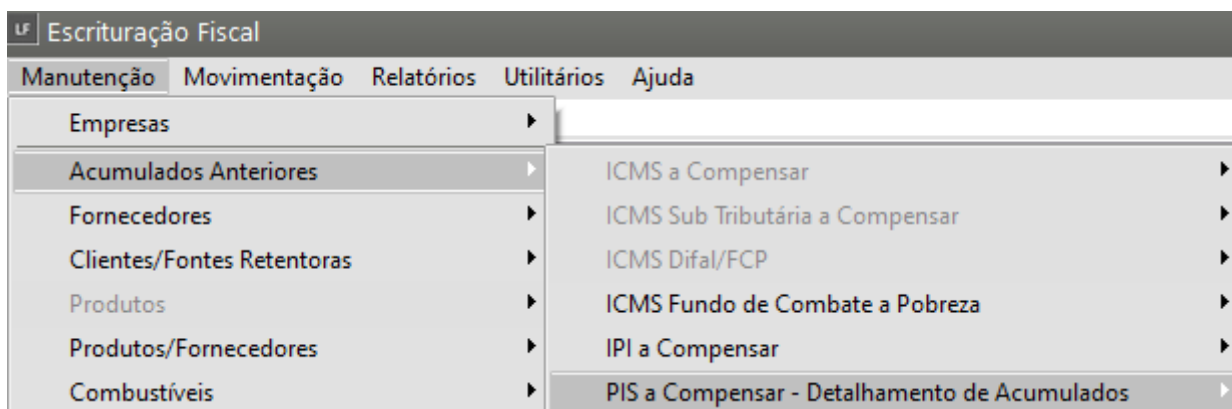 LF Escrituração Fiscal
Manutenção Movimentação Relatórios Utilitários Ajuda
Empresas
Acumulados Anteriores
Fornecedores
Clientes/Fontes Retentoras
Produtos
Produtos/Fornecedores
Combustíveis
ICMS a Compensar
ICMS Sub Tributária a Compensar
ICMS Difal/FCP
ICMS Fundo de Combate a Pobreza
IPI a Compensar
PIS a Compensar - Detalhamento de Acumulados